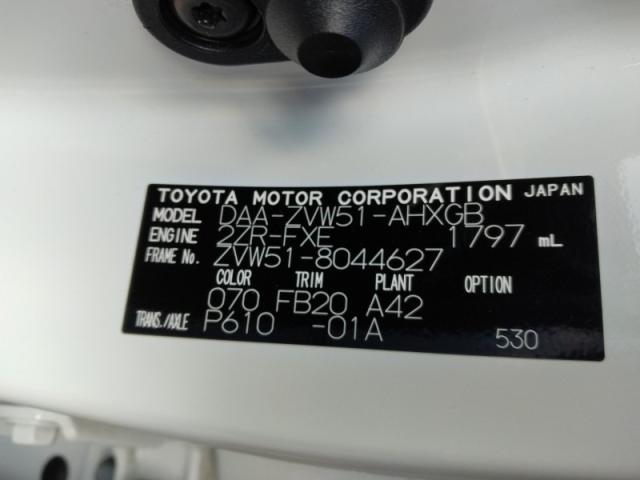 TOYOTA MOTOR CORPORATION JAPAN
MODEL DAA-ZVW51-AHXGB
ENGINE 2ZR-FXE 1797 mL
FRAME No. ZVW51-8044627
COLOR TRIM PLANT OPTION
070 FB20 A42
TRANS./AXLE P610 -01A 530